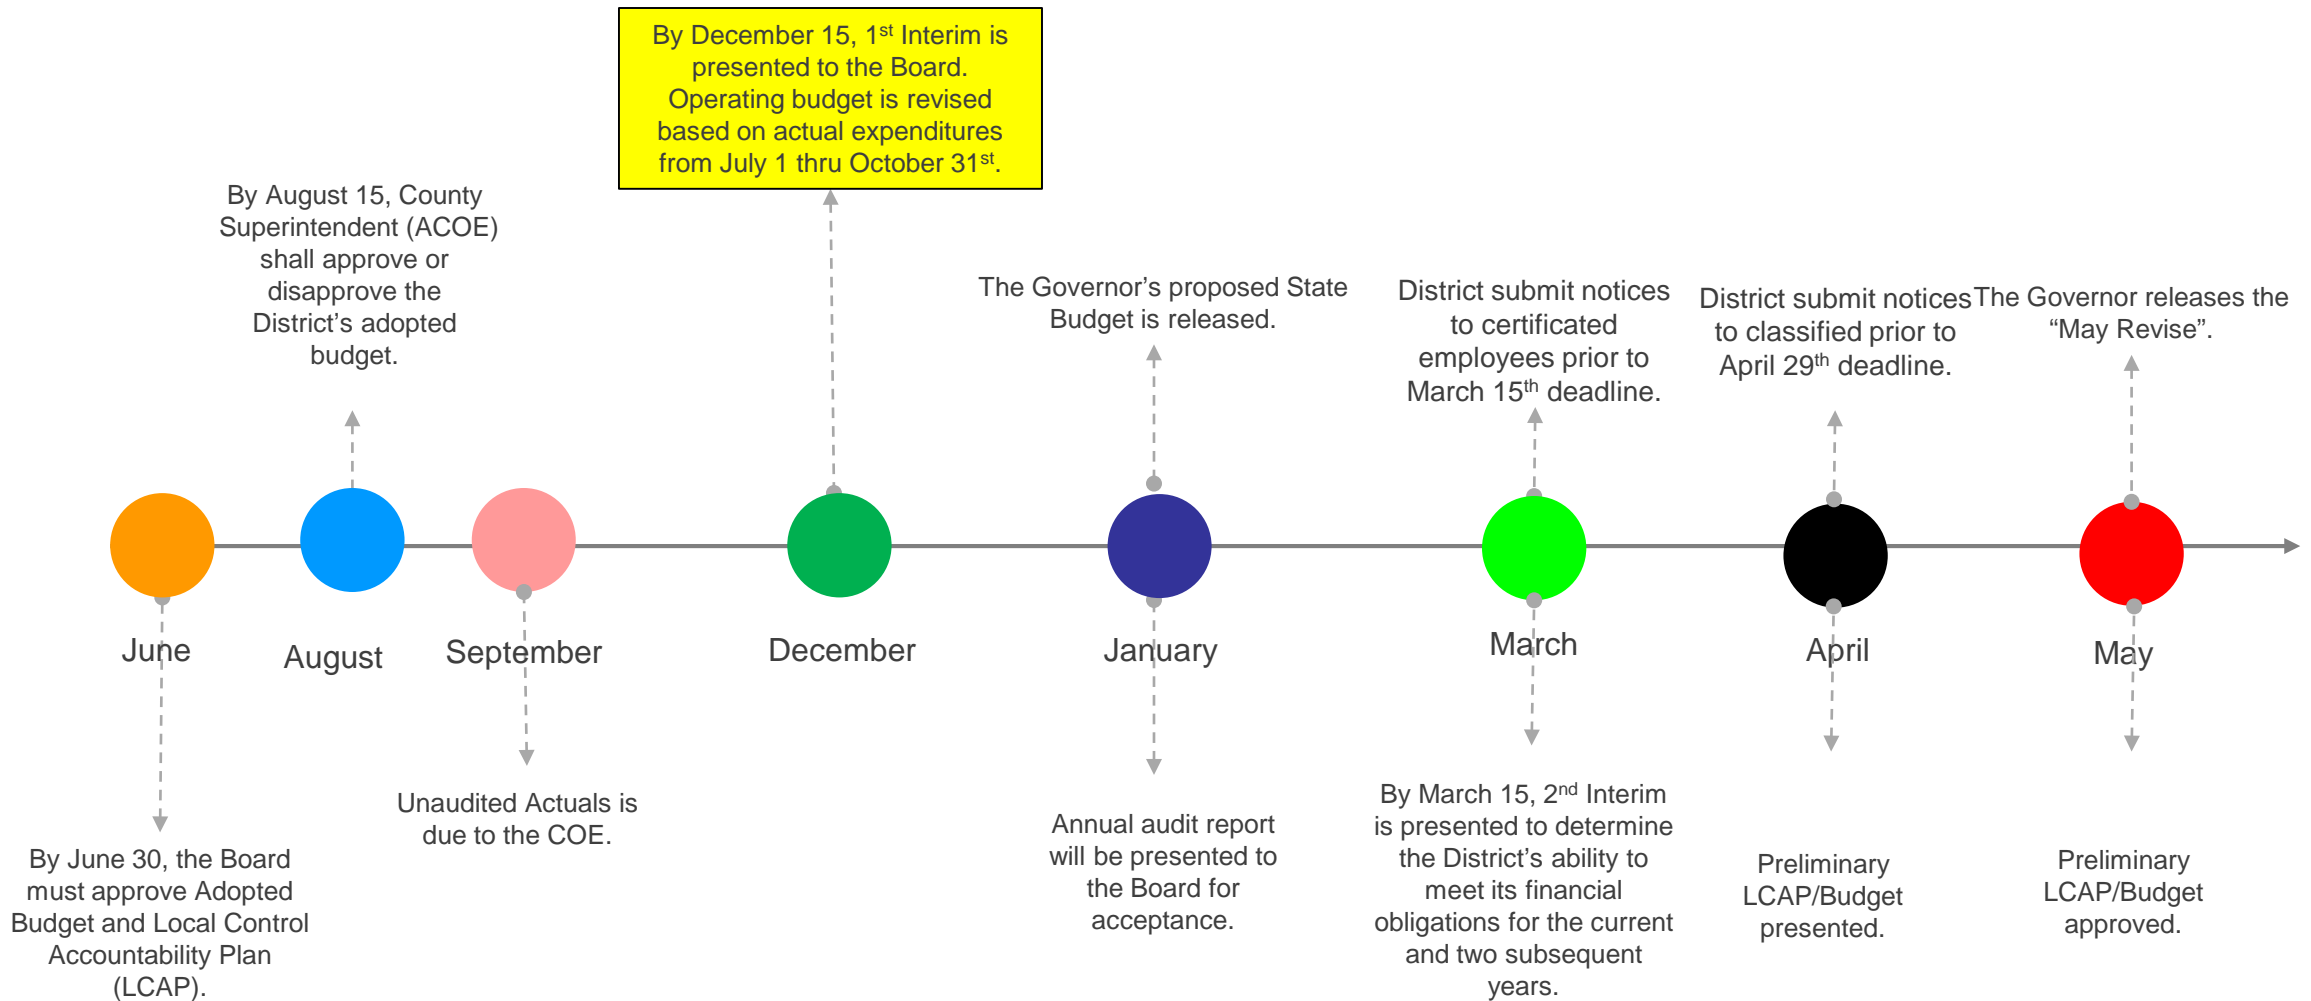 By December 15, 1st Interim is
presented to the Board.
Operating budget is revised
based on actual expenditures
from July 1 thru October 31st.
By August 15, County
Superintendent (ACOE)
shall approve or
disapprove the
District’s adopted
budget.
The Governor’s proposed State
Budget is released.
District submit notices
to certificated
employees prior to
March 15th deadline.
District submit notices
to classified prior to
April 29th deadline.
The Governor releases the
“May Revise”.
June
August
September
December
January
March
April
May
By June 30, the Board
must approve Adopted
Budget and Local Control
Accountability Plan
(LCAP).
Unaudited Actuals is
due to the COE.
Annual audit report
will be presented to
the Board for
acceptance.
By March 15, 2nd Interim
is presented to determine
the District’s ability to
meet its financial
obligations for the current
and two subsequent
years.
Preliminary
LCAP/Budget
presented.
Preliminary
LCAP/Budget
approved.